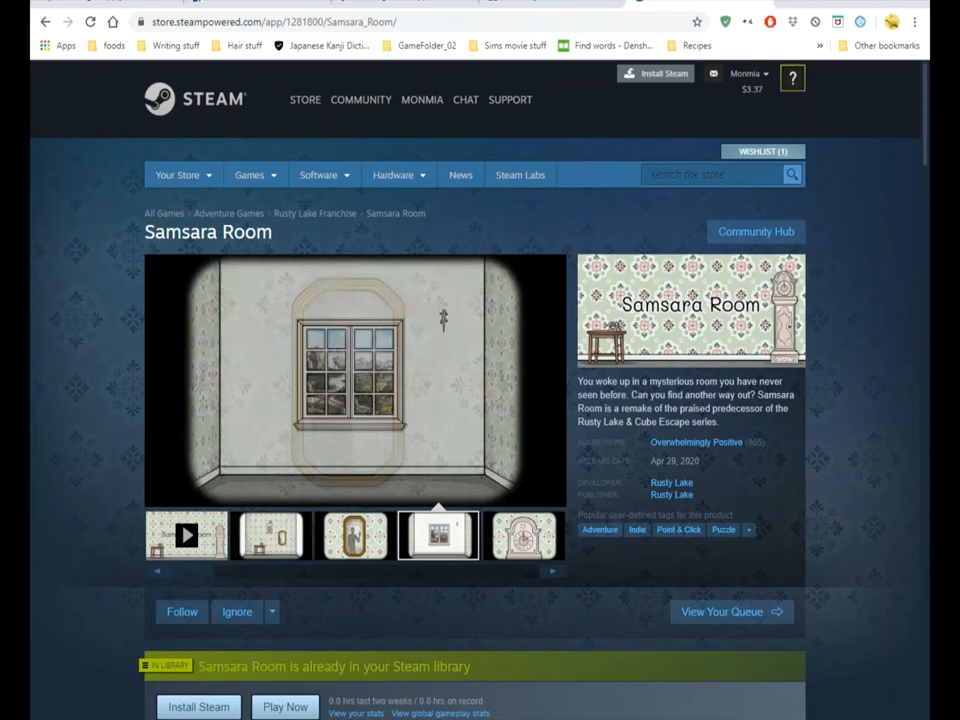 store.steampowered.com/app/1281800/Samsara_Room/
Apps foods Writing stuff Hair stuff Japanese Kanji Dicti... GameFolder_02 Sims movie stuff Find words - Densh... Recipes » Other bookmarks
Install Steam Monmia ?
$3.37
STEAM STORE COMMUNITY MONMIA CHAT SUPPORT
WISHLIST (1)
Your Store Games Software Hardware News Steam Labs search the store
All Games > Adventure Games > Rusty Lake Franchise > Samsara Room
Samsara Room
Community Hub
Samsara Room
You woke up in a mysterious room you have never
seen before. Can you find another way out? Samsara
Room is a remake of the praised predecessor of the
Rusty Lake & Cube Escape series.
ALL REVIEWS: Overwhelmingly Positive (805)
RELEASE DATE: Apr 29, 2020
DEVELOPER: Rusty Lake
PUBLISHER: Rusty Lake
Popular user-defined tags for this product:
Adventure Indie Point & Click Puzzle +
Follow Ignore View Your Queue
IN LIBRARY Samsara Room is already in your Steam library
Install Steam Play Now
0.0 hrs last two weeks / 0.0 hrs on record
View your stats View global gameplay stats